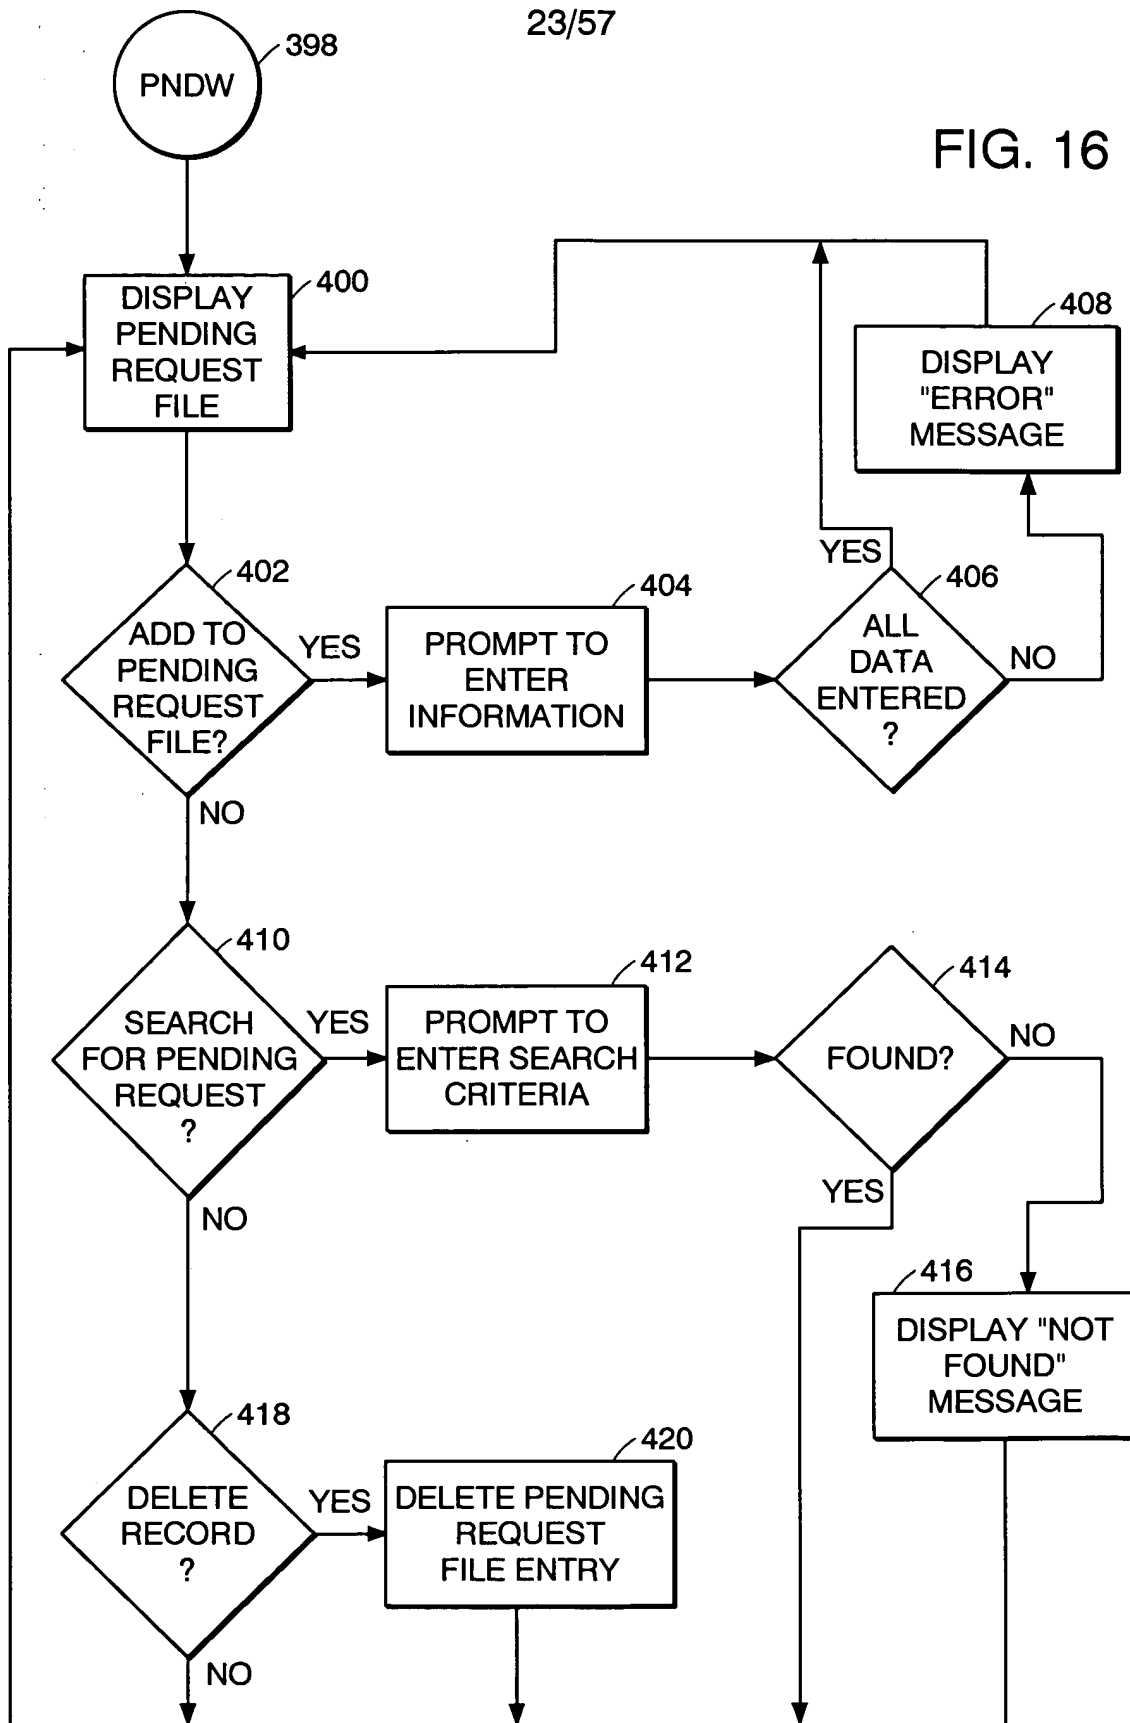 23/57
PNDW
398
FIG. 16
400
DISPLAY
PENDING
REQUEST
FILE
408
DISPLAY
"ERROR"
MESSAGE
402
ADD TO
PENDING
REQUEST
FILE?
YES
NO
404
PROMPT TO
ENTER
INFORMATION
YES
406
ALL
DATA
ENTERED
?
NO
410
SEARCH
FOR PENDING
REQUEST
?
YES
NO
412
PROMPT TO
ENTER SEARCH
CRITERIA
414
FOUND?
NO
YES
416
DISPLAY "NOT
FOUND"
MESSAGE
418
DELETE
RECORD
?
YES
NO
420
DELETE PENDING
REQUEST
FILE ENTRY